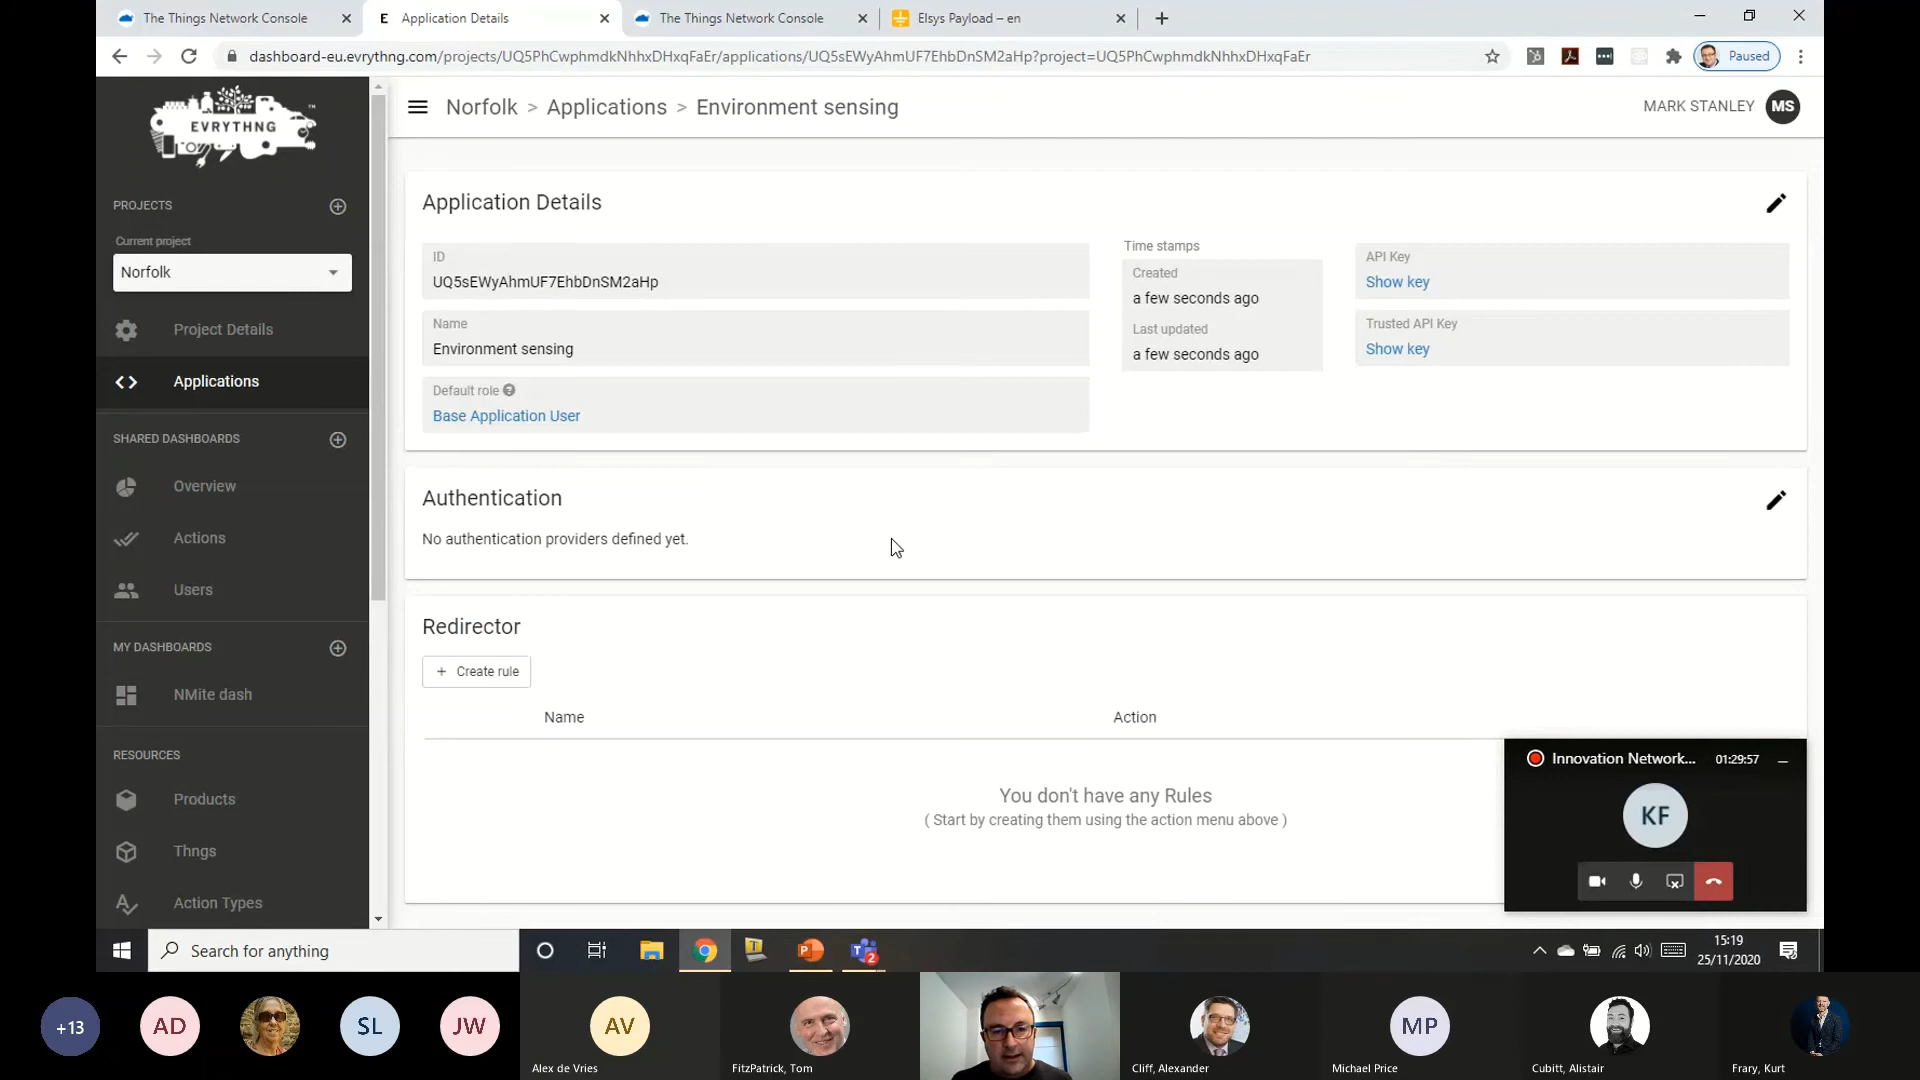 The Things Network Console
E Application Details
The Things Network Console
Elsys Payload – en
dashboard-eu.evrythng.com/projects/UQ5PhCwphmdkNhhxDHxqFaEr/applications/UQ5sEWyAhmUF7EhbDnSM2aHp?project=UQ5PhCwphmdkNhhxDHxqFaEr
Paused
EVRYTHNG
TM
Norfolk > Applications > Environment sensing
MARK STANLEY MS
PROJECTS
Current project
Norfolk
Project Details
Applications
SHARED DASHBOARDS
Overview
Actions
Users
MY DASHBOARDS
NMite dash
RESOURCES
Products
Thngs
Action Types
Application Details
ID
UQ5sEWyAhmUF7EhbDnSM2aHp
Name
Environment sensing
Default role
Base Application User
Time stamps
Created
a few seconds ago
Last updated
a few seconds ago
API Key
Show key
Trusted API Key
Show key
Authentication
No authentication providers defined yet.
Redirector
+ Create rule
Name Action
You don't have any Rules
( Start by creating them using the action menu above )
Innovation Network... 01:29:57
KF
Search for anything
2
15:19
25/11/2020
+13
AD
SL
JW
AV
Alex de Vries
FitzPatrick, Tom
Cliff, Alexander
MP
Michael Price
Cubitt, Alistair
Frary, Kurt